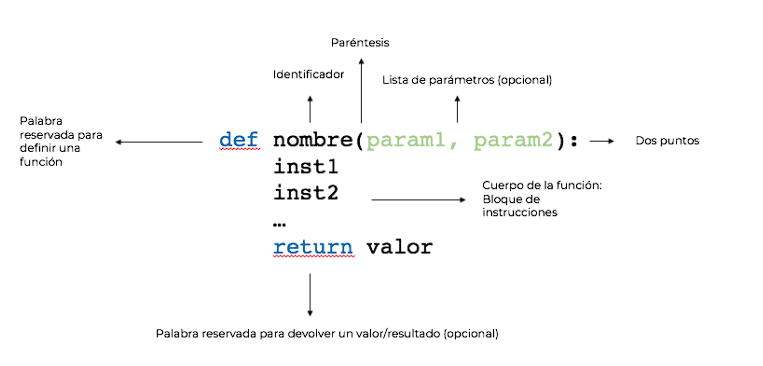 Paréntesis
Identificador
Lista de parámetros (opcional)
Palabra
reservada para
definir una
función
def nombre(param1, param2):
Dos puntos
inst1
inst2
Cuerpo de la función:
Bloque de
instrucciones
…
return valor
Palabra reservada para devolver un valor/resultado (opcional)